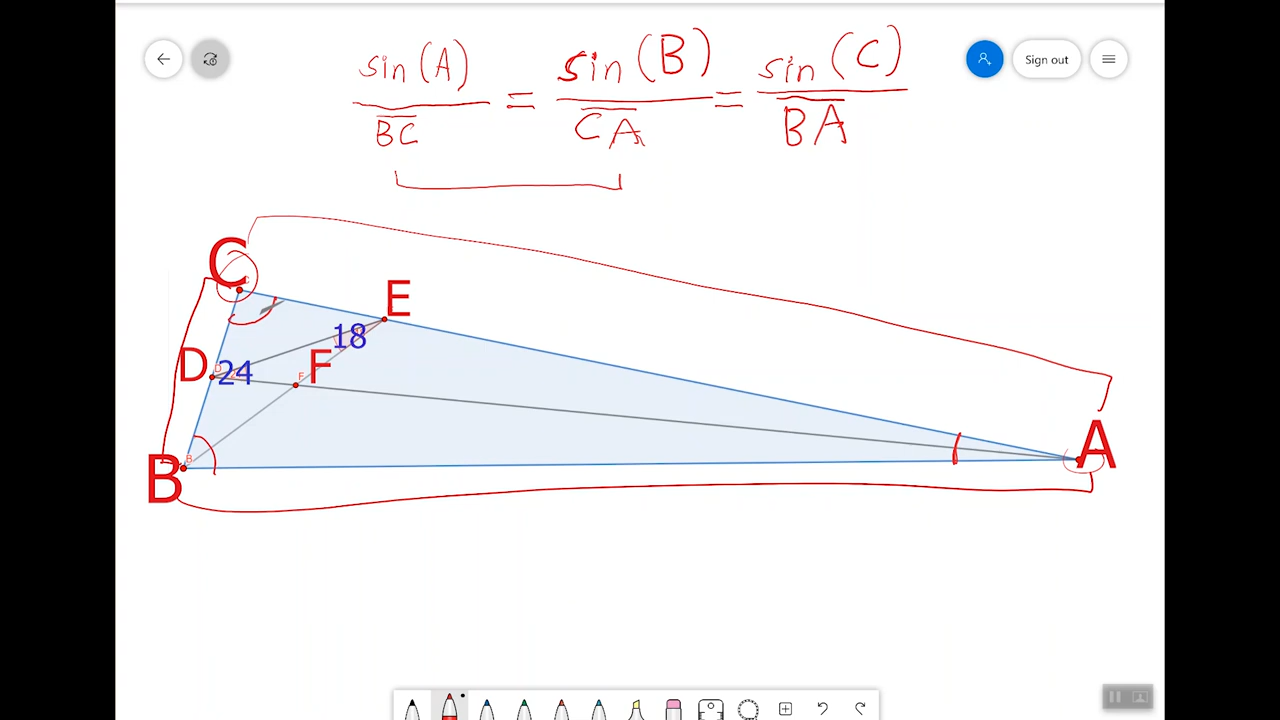 Sign out
sin(A) / BC = sin(B) / CA = sin(C) / BA
C
E
18
D
24
F
A
B